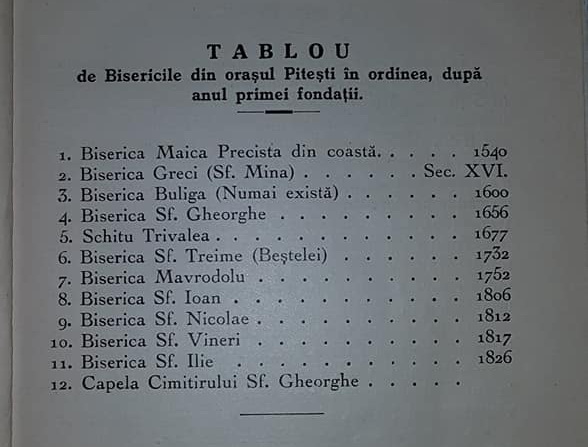 TABLOU
de Bisericile din orașul Pitești în ordinea, după
anul primei fondații.
1. Biserica Maica Precista din coastă. . . . . 1540
2. Biserica Greci (Sf. Mina) . . . . . . Sec. XVI.
3. Biserica Buliga (Numai există) . . . . . . 1600
4. Biserica Sf. Gheorghe . . . . . . . . . 1656
5. Schitu Trivalea . . . . . . . . . . . . 1677
6. Biserica Sf. Treime (Beștelei) . . . . . . 1732
7. Biserica Mavrodolu . . . . . . . . . . 1752
8. Biserica Sf. Ioan . . . . . . . . . . . 1806
9. Biserica Sf. Nicolae . . . . . . . . . . 1812
10. Biserica Sf. Vineri . . . . . . . . . . 1817
11. Biserica Sf. Ilie . . . . . . . . . . . 1826
12. Capela Cimitirului Sf. Gheorghe . . . . .